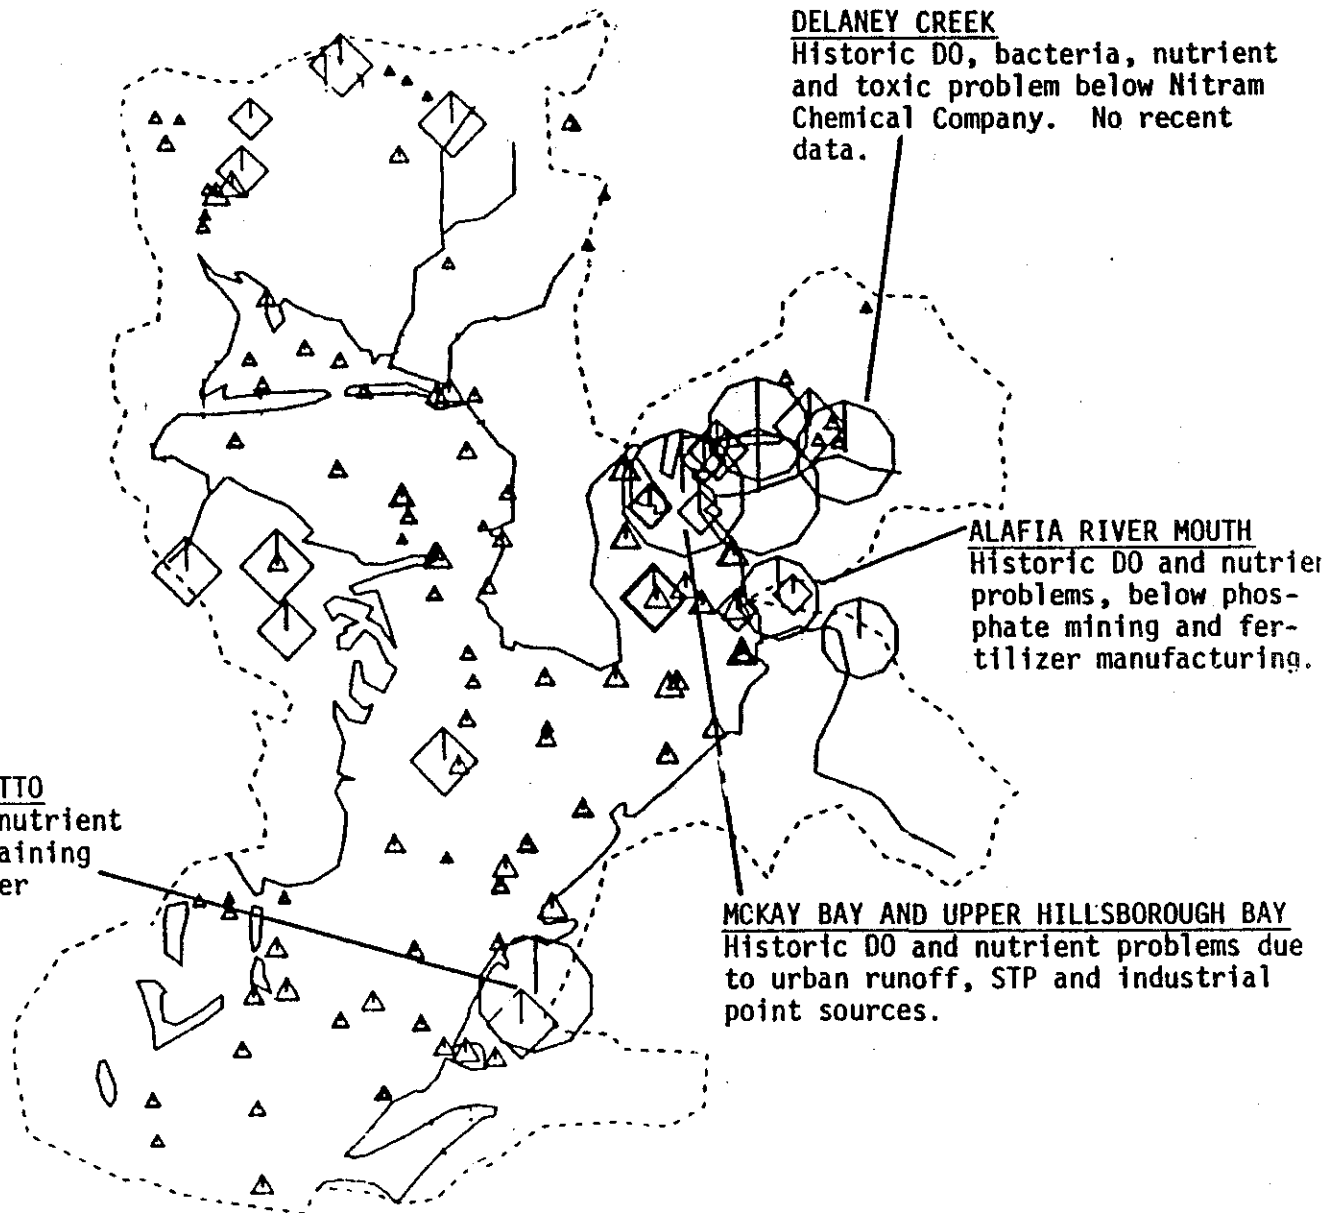 DELANEY CREEK
Historic DO, bacteria, nutrient
and toxic problem below Nitram
Chemical Company. No recent
data.
ALAFIA RIVER MOUTH
Historic DO and nutrie
problems, below phos-
phate mining and fer-
tilizer manufacturing.
TTO
nutrient
aining
er
MCKAY BAY AND UPPER HILLSBOROUGH BAY
Historic DO and nutrient problems due
to urban runoff, STP and industrial
point sources.